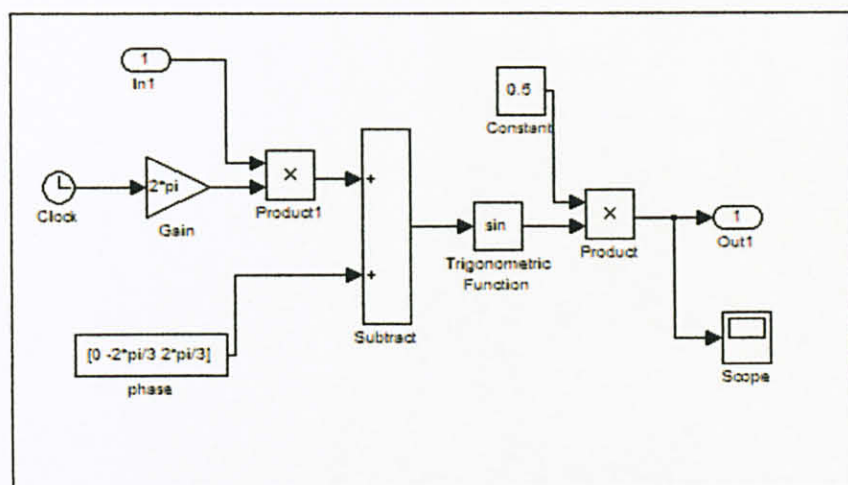 1
In1
0.5
Constant
Clock
2*pi
Gain
×
Product1
+
+
Subtract
sin
Trigonometric
Function
×
Product
1
Out1
[0 -2*pi/3 2*pi/3]
phase
Scope